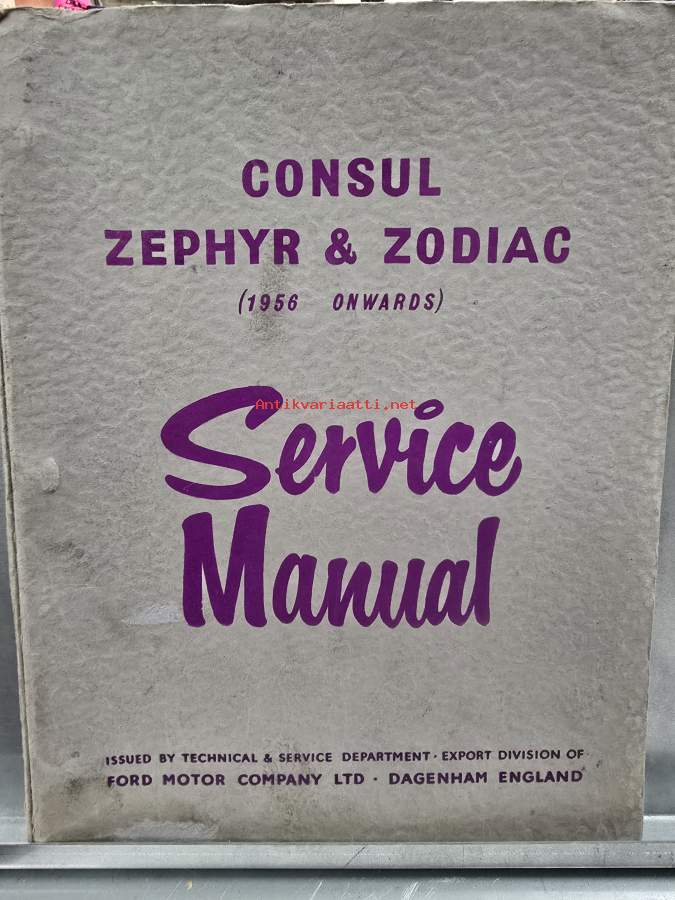 CONSUL
ZEPHYR & ZODIAC
(1956 ONWARDS)
Antikvariaatti.net
Service
Manual
ISSUED BY TECHNICAL & SERVICE DEPARTMENT · EXPORT DIVISION OF
FORD MOTOR COMPANY LTD · DAGENHAM ENGLAND